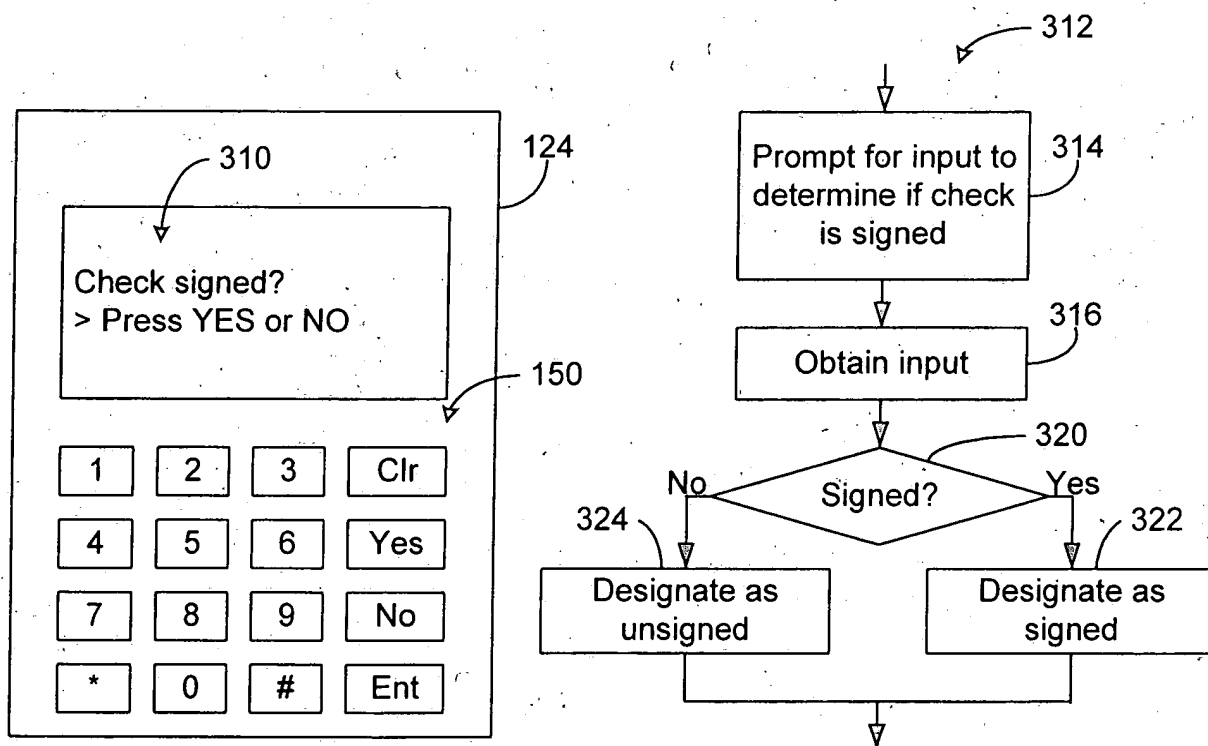 310
124
Check signed?
> Press YES or NO
150
1 2 3 Clr
4 5 6 Yes
7 8 9 No
* 0 # Ent
312
Prompt for input to
determine if check
is signed
314
316
Obtain input
320
No
Signed?
Yes
324
322
Designate as
unsigned
Designate as
signed